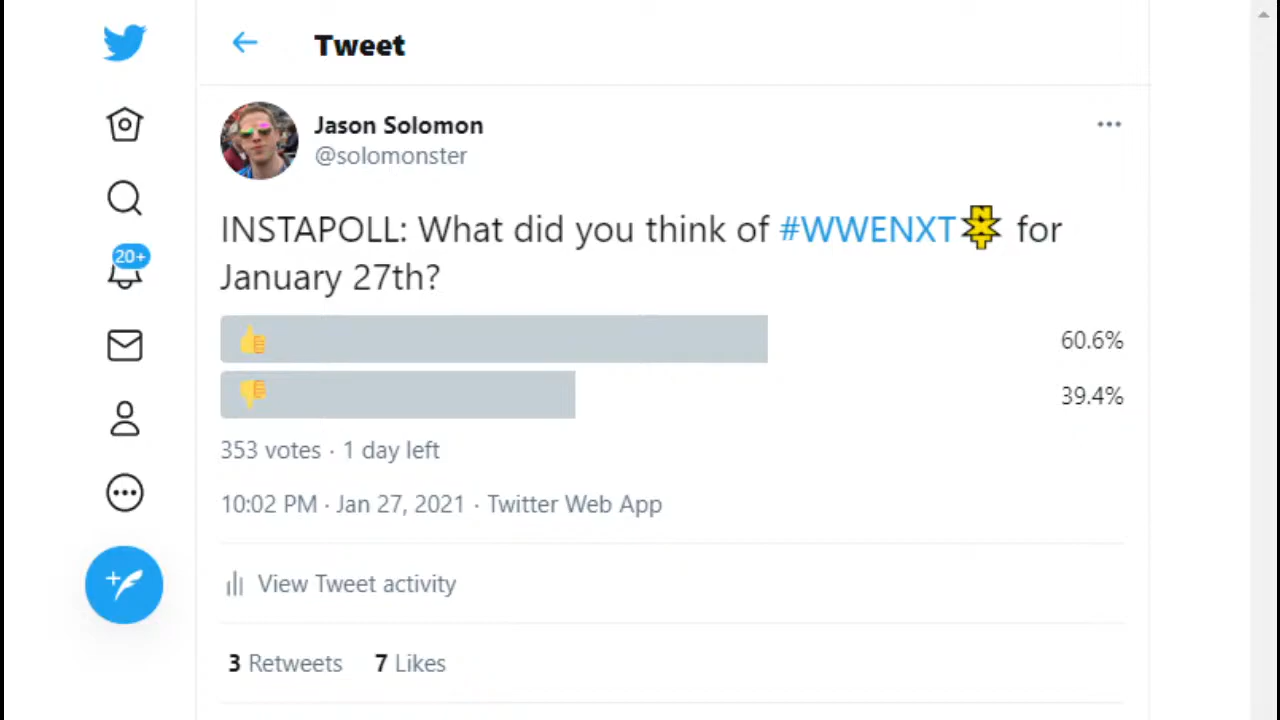 Tweet
Jason Solomon
@solomonster
INSTAPOLL: What did you think of #WWENXT for
January 27th?
60.6%
39.4%
353 votes · 1 day left
10:02 PM · Jan 27, 2021 · Twitter Web App
View Tweet activity
3 Retweets 7 Likes
20+